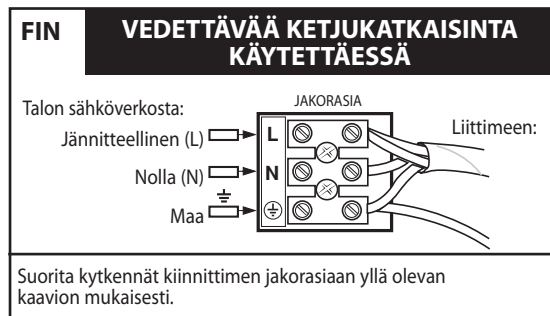 FIN
VEDETTÄVÄÄ KETJUKATKAISINTA
KÄYTETTÄESSÄ
Talon sähköverkosta:
JAKORASIA
Liittimeen:
Jännitteellinen (L)
L
Nolla (N)
N
Maa
Suorita kytkennät kiinnittimen jakorasiaan yllä olevan
kaavion mukaisesti.